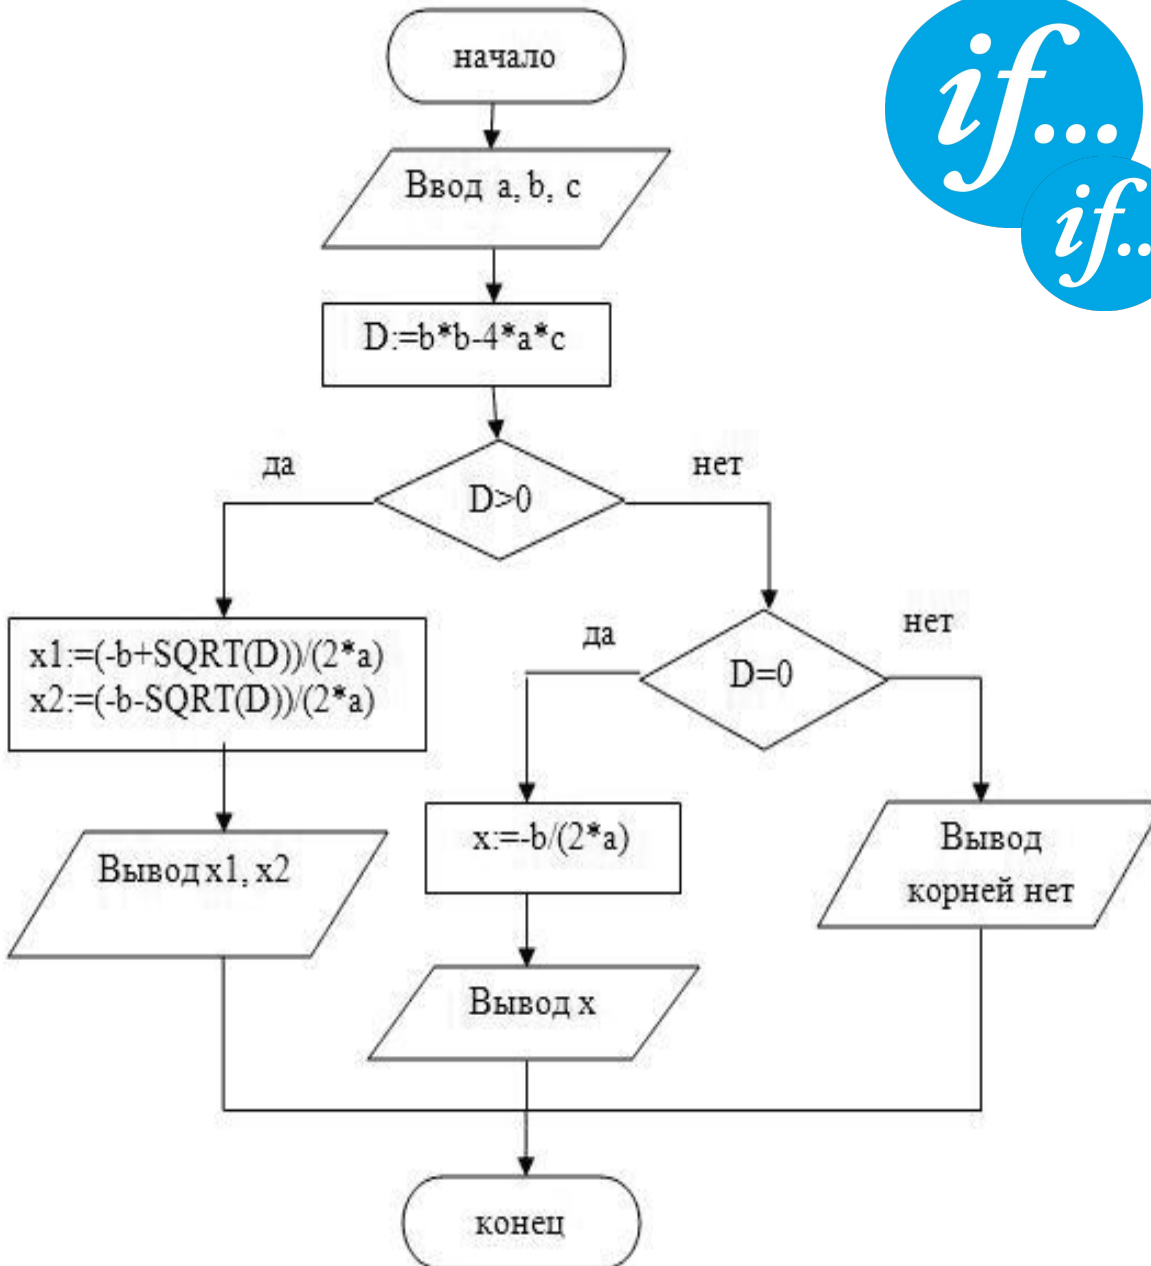 начало
if...
Ввод a, b, c
if..
D:=b*b-4*a*c
да
нет
D>0
x1:=(-b+SQRT(D))/(2*a)
x2:=(-b-SQRT(D))/(2*a)
да
нет
D=0
Вывод x1, x2
x:=-b/(2*a)
Вывод
корней нет
Вывод x
конец